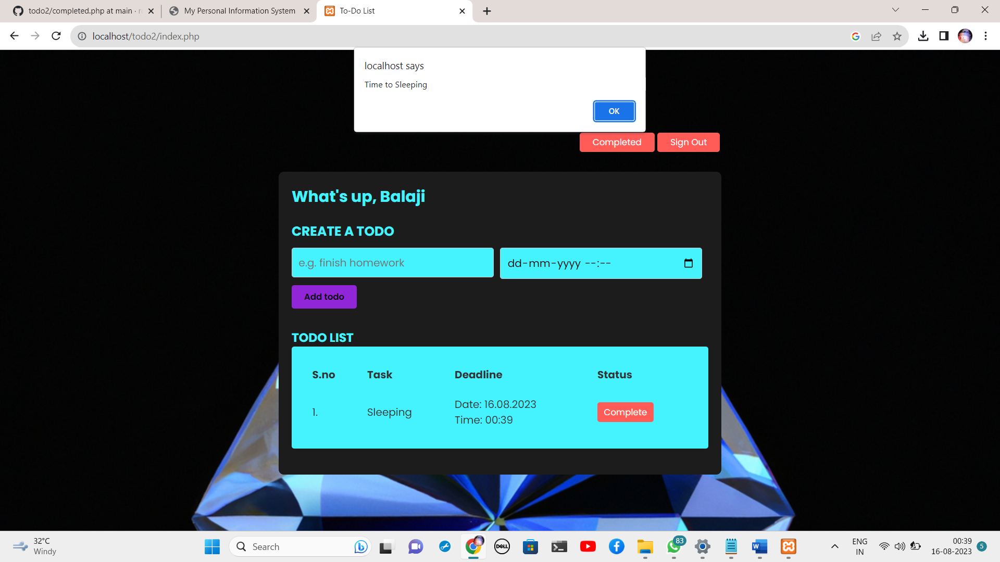 todo2/completed.php at main · r
My Personal Information System
To-Do List
localhost/todo2/index.php
localhost says
Time to Sleeping
OK
Completed
Sign Out
What's up, Balaji
CREATE A TODO
e.g. finish homework
dd-mm-yyyy --:--
Add todo
TODO LIST
S.no Task Deadline Status
1. Sleeping Date: 16.08.2023
Time: 00:39
Complete
32°C
Windy
Search
DELL
83
W
ENG
IN
00:39
16-08-2023
5